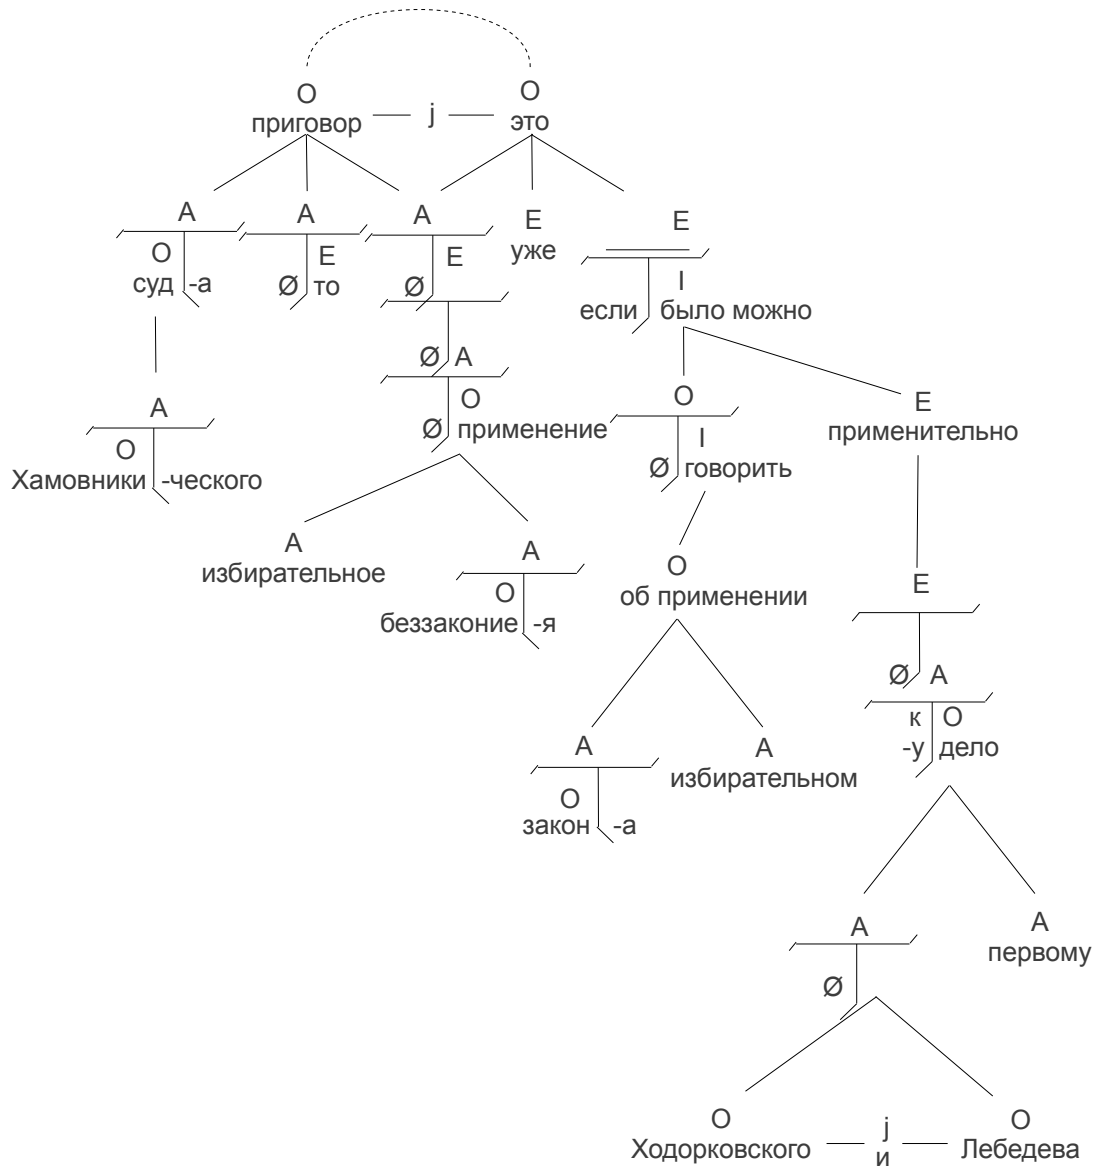 О О
приговор j это
А А А Е Е
О Е Е уже I
суд -а Ø то Ø если было можно
Ø А О Е
А О I применительно
О Ø применение Ø говорить
Хамовники -ческого
А А О Е
избирательное О об применении
беззаконие -я Ø А
А А к О
О избирательном -у дело
закон -а
А А
Ø первому
О j О
Ходорковского и Лебедева